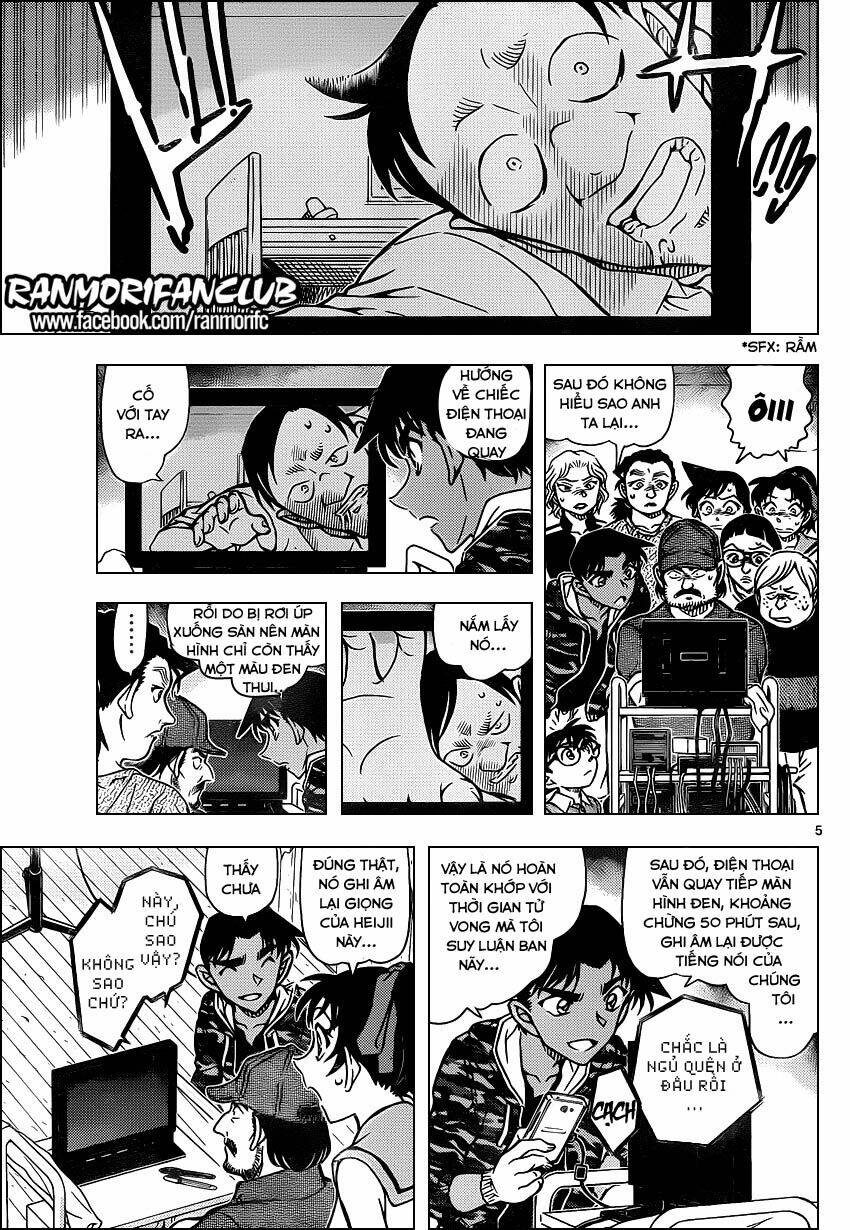 RANMORIFANCLUB
www.facebook.com/ranmorifc
*SFX: RẦM
ÔIII
SAU ĐÓ KHÔNG
HIỂU SAO ANH
TA LẠI...
HƯỚNG
VỀ CHIẾC
ĐIỆN THOẠI
ĐANG
QUAY
CỐ
VỚI TAY
RA...
NẮM LẤY
NÓ...
RỒI DO BỊ RƠI ÚP
XUỐNG SÀN NÊN MÀN
HÌNH CHỈ CÒN THẤY
MỘT MÀU ĐEN
THUI...
......
5
SAU ĐÓ, ĐIỆN THOẠI
VẪN QUAY TIẾP MÀN
HÌNH ĐEN, KHOẢNG
CHỪNG 50 PHÚT SAU,
GHI ÂM LẠI ĐƯỢC
TIẾNG NÓI CỦA
CHÚNG
TÔI
...
VẬY LÀ NÓ HOÀN
TOÀN KHỚP VỚI
THỜI GIAN TỬ
VONG MÀ TÔI
SUY LUẬN BAN
NÃY...
CHẮC LÀ
NGỦ QUÊN Ở
ĐÂU RỒI
...
CẠCH
ĐÚNG THẬT,
NÓ GHI ÂM
LẠI GIỌNG
CỦA HEIJII
NÀY...
THẤY
CHƯA
NÀY,
CHÚ
SAO
VẬY?
KHÔNG
SAO
CHỨ?